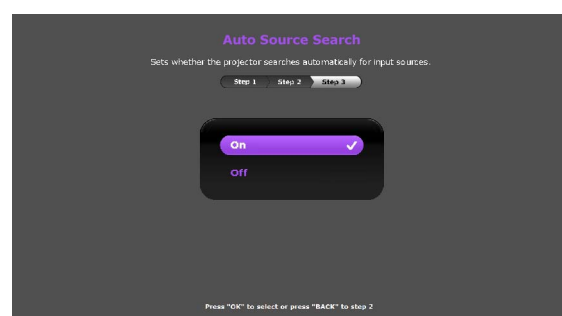 Auto Source Search
Sets whether the projector searches automatically for input sources.
Step 1 Step 2 Step 3
On
Off
Press "OK" to select or press "BACK" to step 2